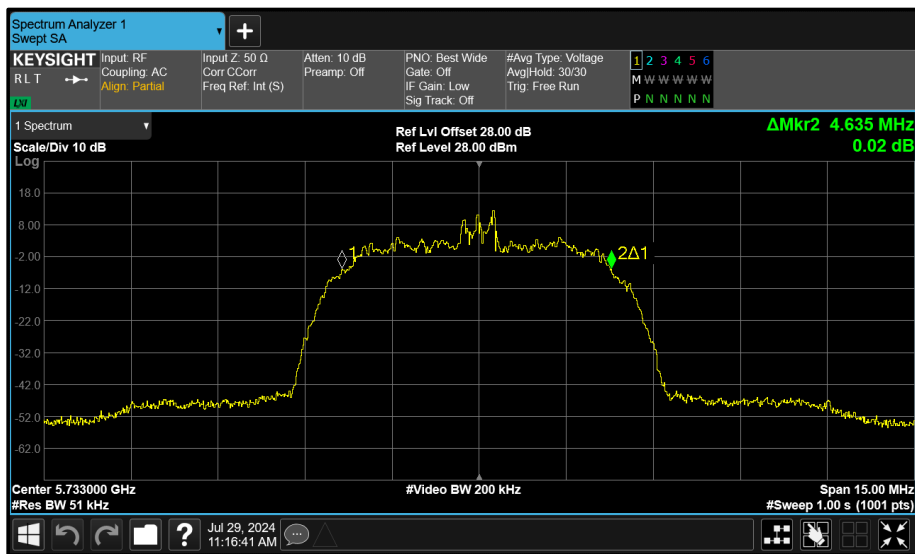 Spectrum Analyzer 1
Swept SA
+
KEYSIGHT
R L T
LXI
Input: RF
Coupling: AC
Align: Partial
Input Z: 50 Ω
Corr CCorr
Freq Ref: Int (S)
Atten: 10 dB
Preamp: Off
PNO: Best Wide
Gate: Off
IF Gain: Low
Sig Track: Off
#Avg Type: Voltage
Avg|Hold: 30/30
Trig: Free Run
1 2 3 4 5 6
M W W W W W
P N N N N N
1 Spectrum
Scale/Div 10 dB
Log
Ref Lvl Offset 28.00 dB
Ref Level 28.00 dBm
ΔMkr2 4.635 MHz
0.02 dB
18.0
8.00
-2.00
-12.0
-22.0
-32.0
-42.0
-52.0
-62.0
1
2Δ1
Center 5.733000 GHz
#Res BW 51 kHz
#Video BW 200 kHz
Span 15.00 MHz
#Sweep 1.00 s (1001 pts)
?
Jul 29, 2024
11:16:41 AM